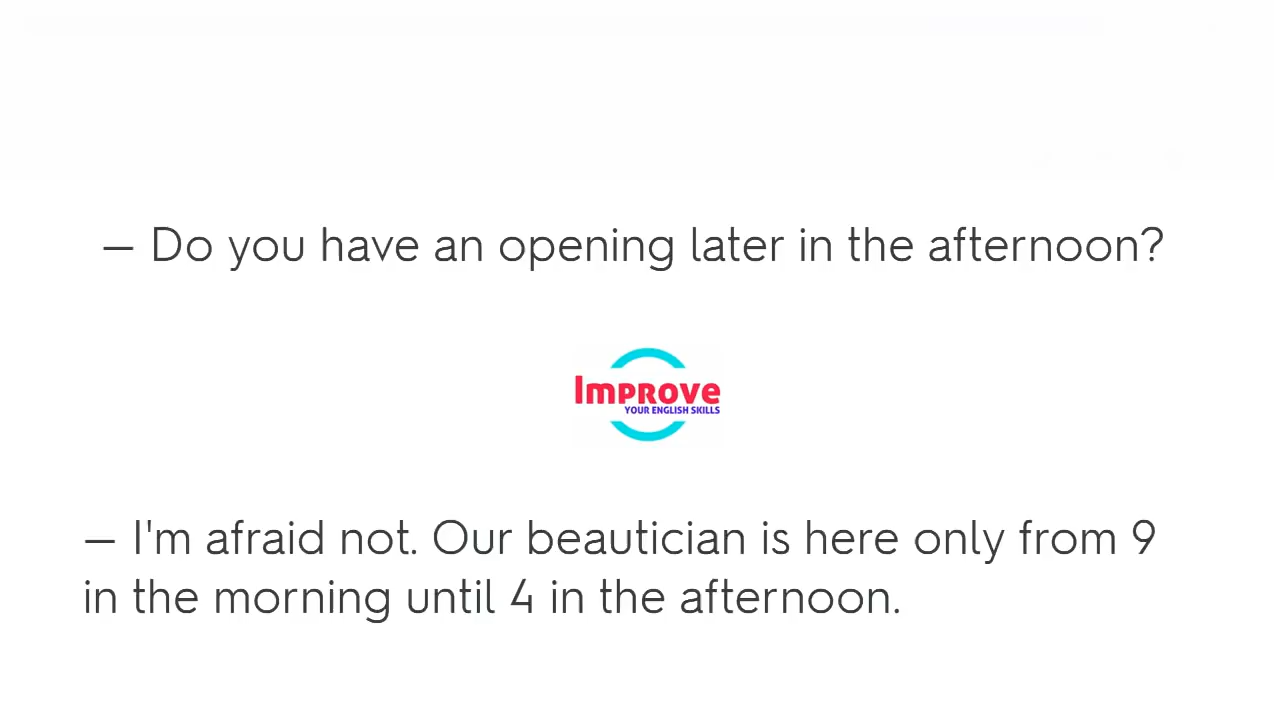 — Do you have an opening later in the afternoon?
Improve
YOUR ENGLISH SKILLS
— I'm afraid not. Our beautician is here only from 9
in the morning until 4 in the afternoon.